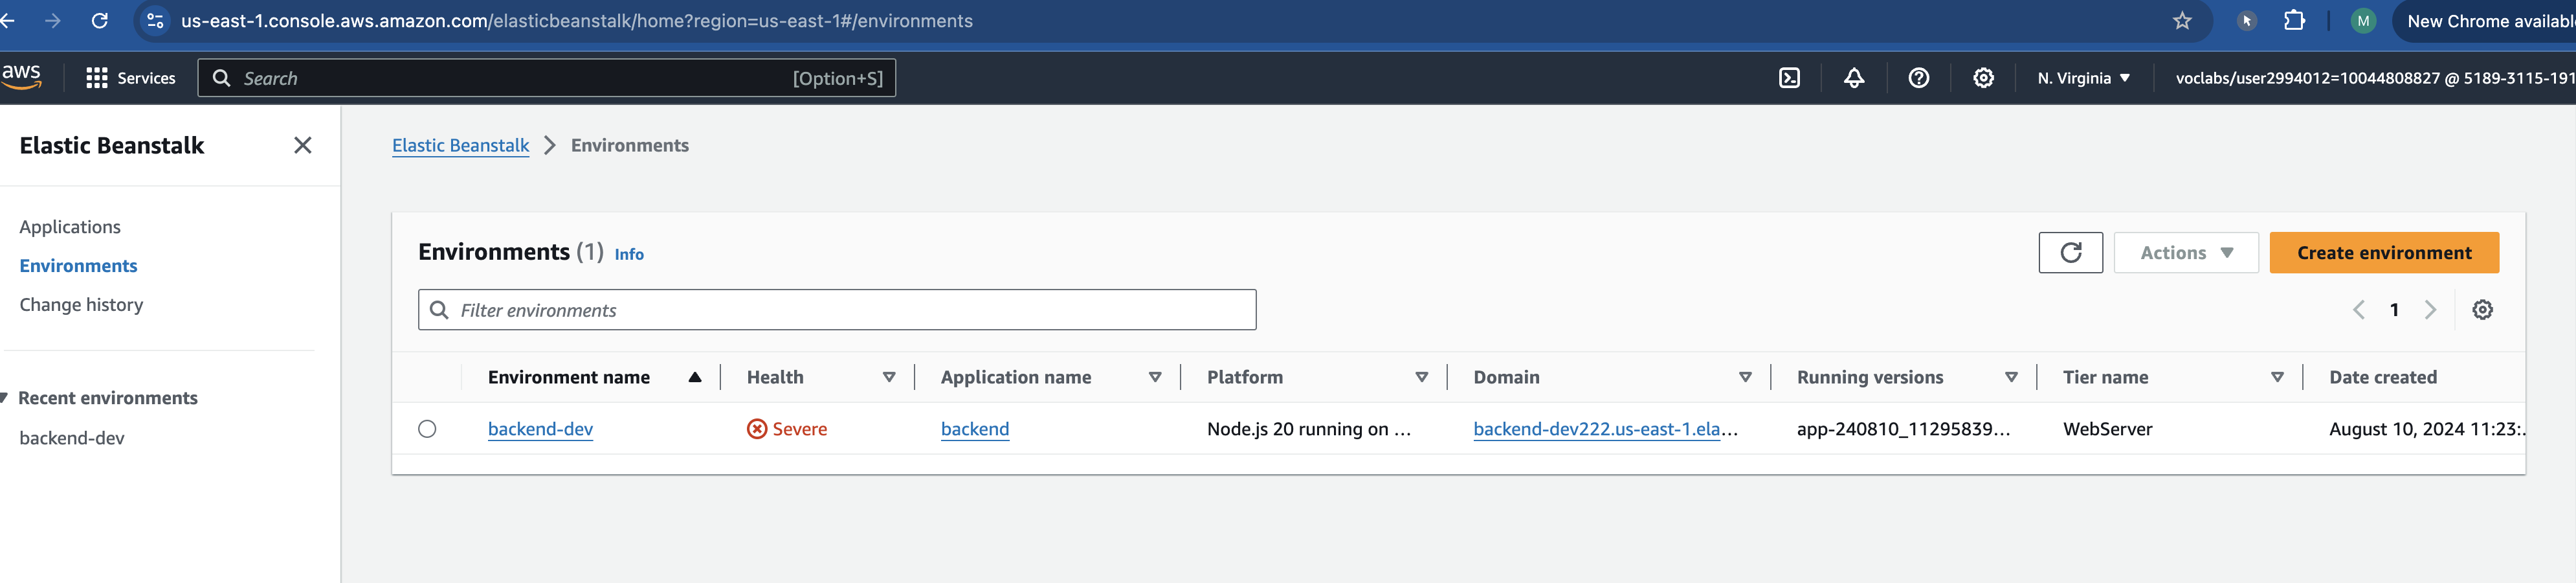 us-east-1.console.aws.amazon.com/elasticbeanstalk/home?region=us-east-1#/environments
M
New Chrome availabl
aws
Services
Search
[Option+S]
N. Virginia
voclabs/user2994012=10044808827 @ 5189-3115-191
Elastic Beanstalk
Applications
Environments
Change history
Recent environments
backend-dev
Elastic Beanstalk
Environments
Environments (1) Info
Actions
Create environment
Filter environments
1
Environment name Health Application name Platform Domain Running versions Tier name Date created
backend-dev Severe backend Node.js 20 running on ... backend-dev222.us-east-1.ela... app-240810_11295839... WebServer August 10, 2024 11:23: